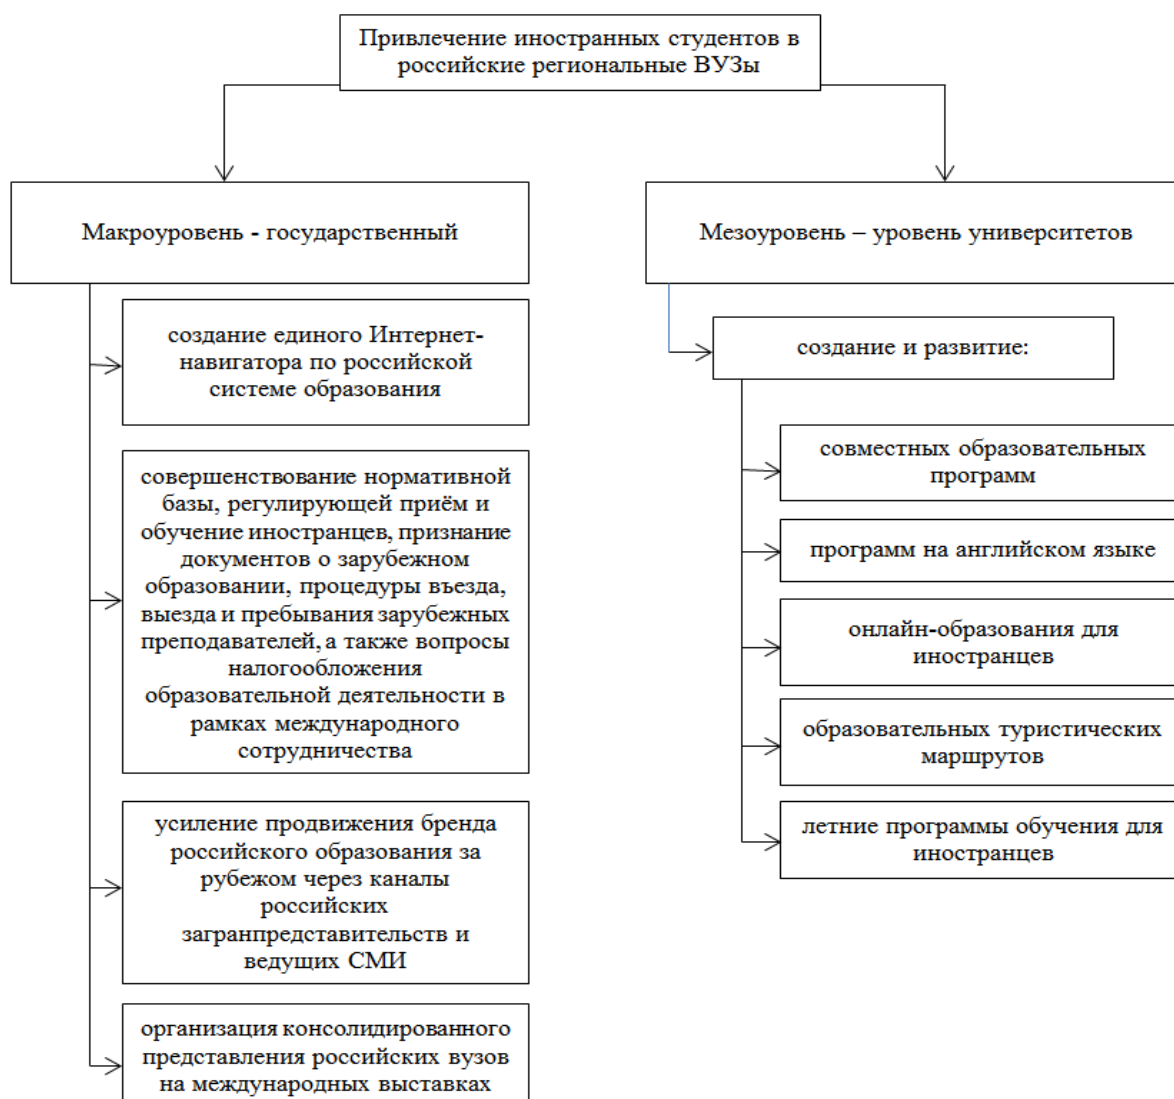 Привлечение иностранных студентов в
российские региональные ВУЗы
Макроуровень - государственный
создание единого Интернет-
навигатора по российской
системе образования
совершенствование нормативной
базы, регулирующей приём и
обучение иностранцев, признание
документов о зарубежном
образовании, процедуры въезда,
выезда и пребывания зарубежных
преподавателей, а также вопросы
налогообложения
образовательной деятельности в
рамках международного
сотрудничества
усиление продвижения бренда
российского образования за
рубежом через каналы
российских
загранпредставительств и
ведущих СМИ
организация консолидированного
представления российских вузов
на международных выставках
Мезоуровень – уровень университетов
создание и развитие:
совместных образовательных
программ
программ на английском языке
онлайн-образования для
иностранцев
образовательных туристических
маршрутов
летние программы обучения для
иностранцев